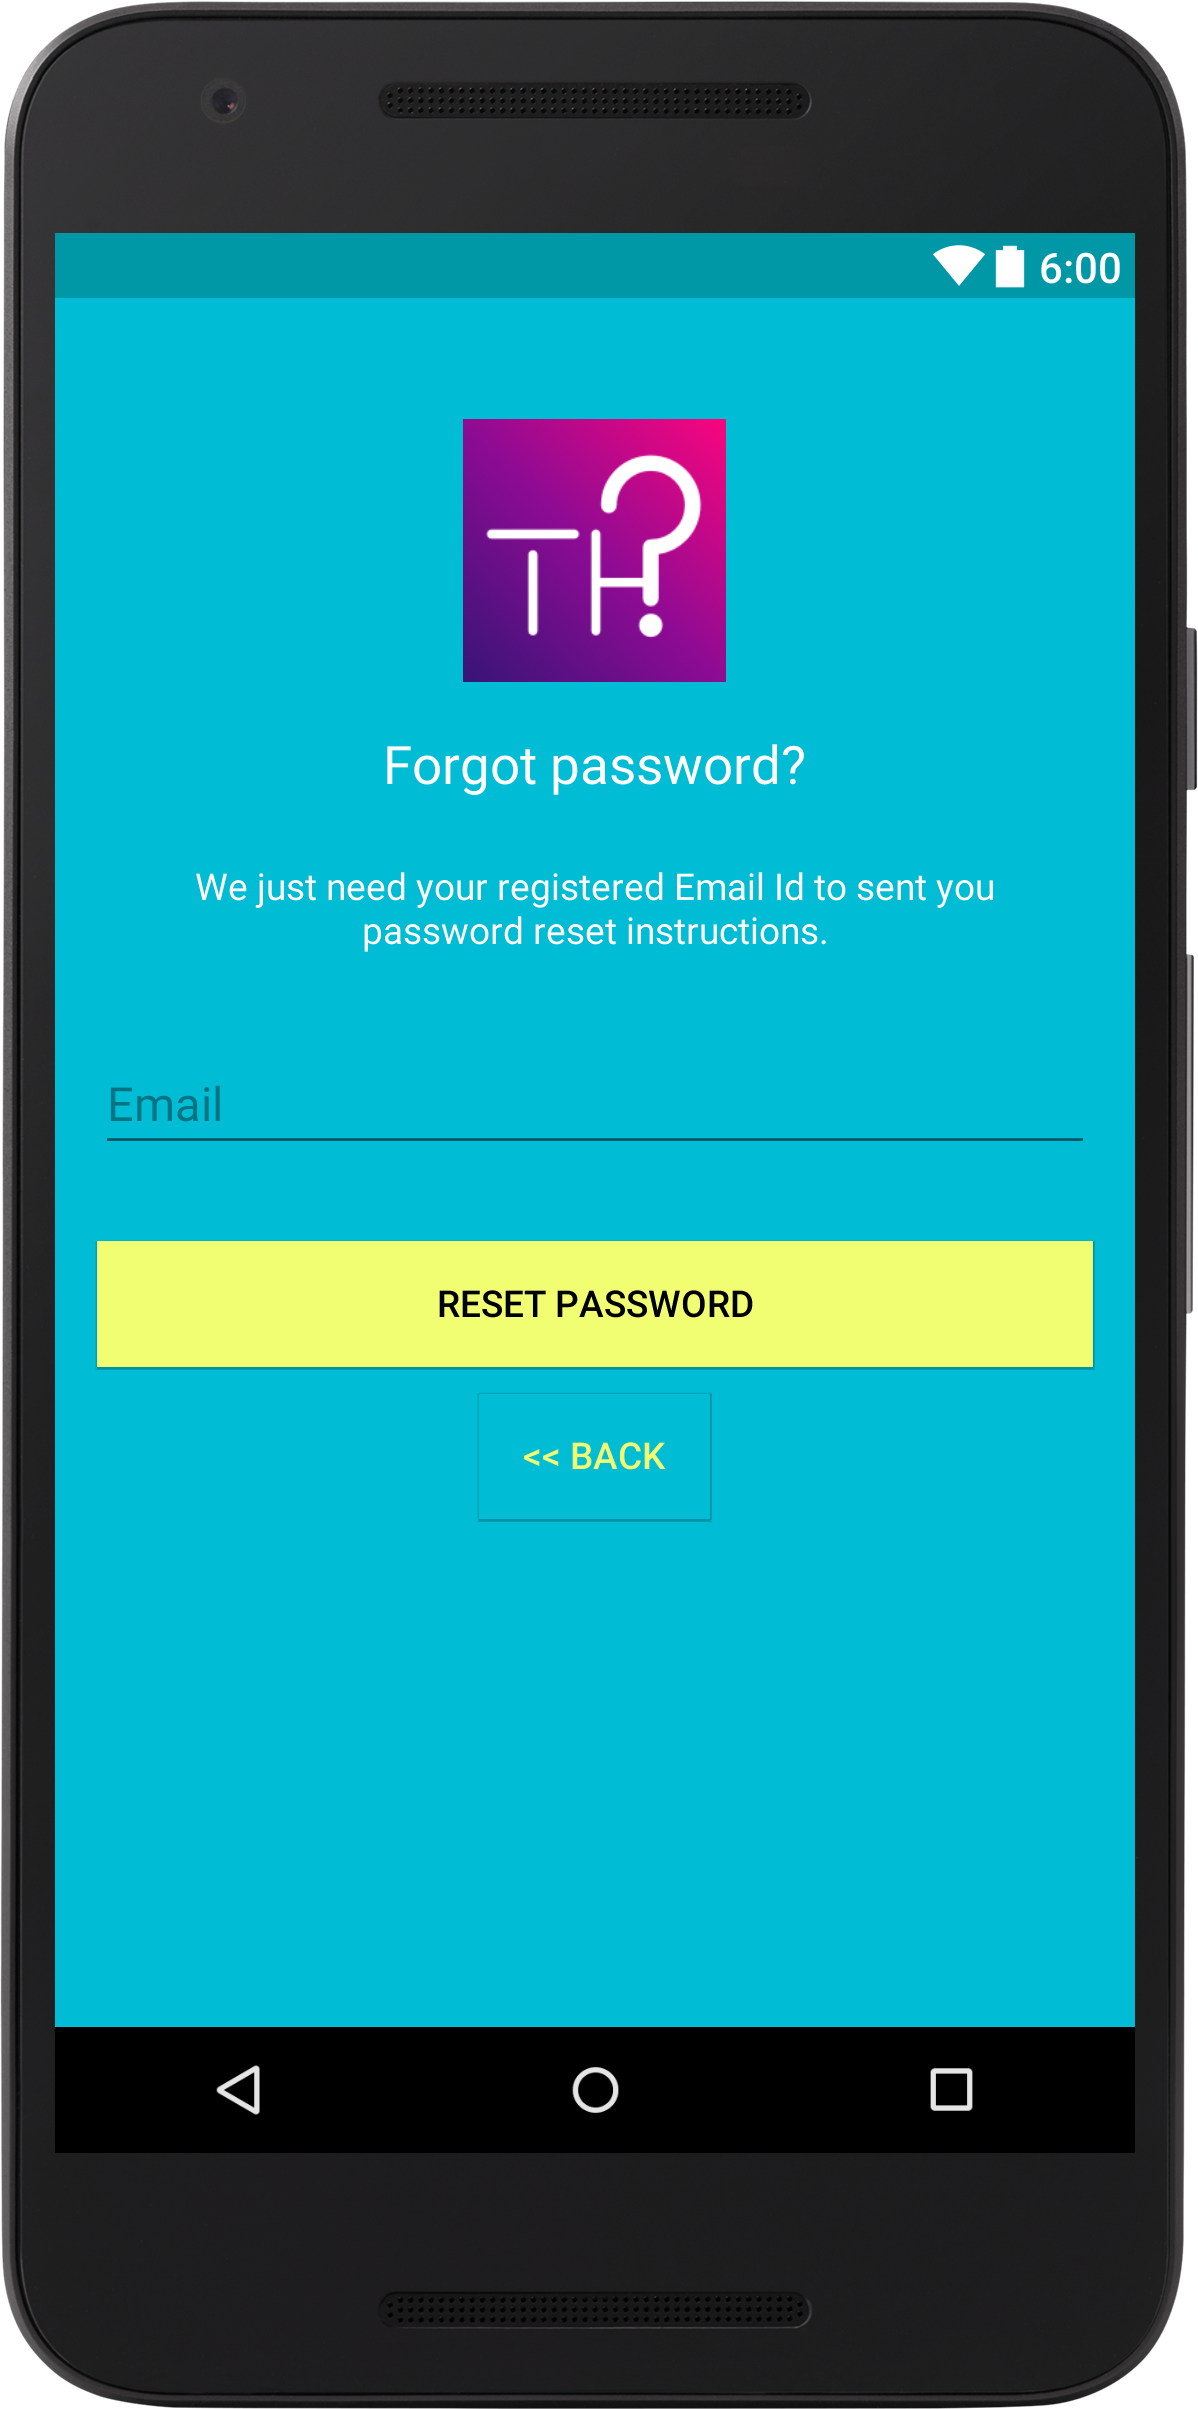 6:00
TH?
Forgot password?
We just need your registered Email Id to sent you
password reset instructions.
Email
RESET PASSWORD
<< BACK